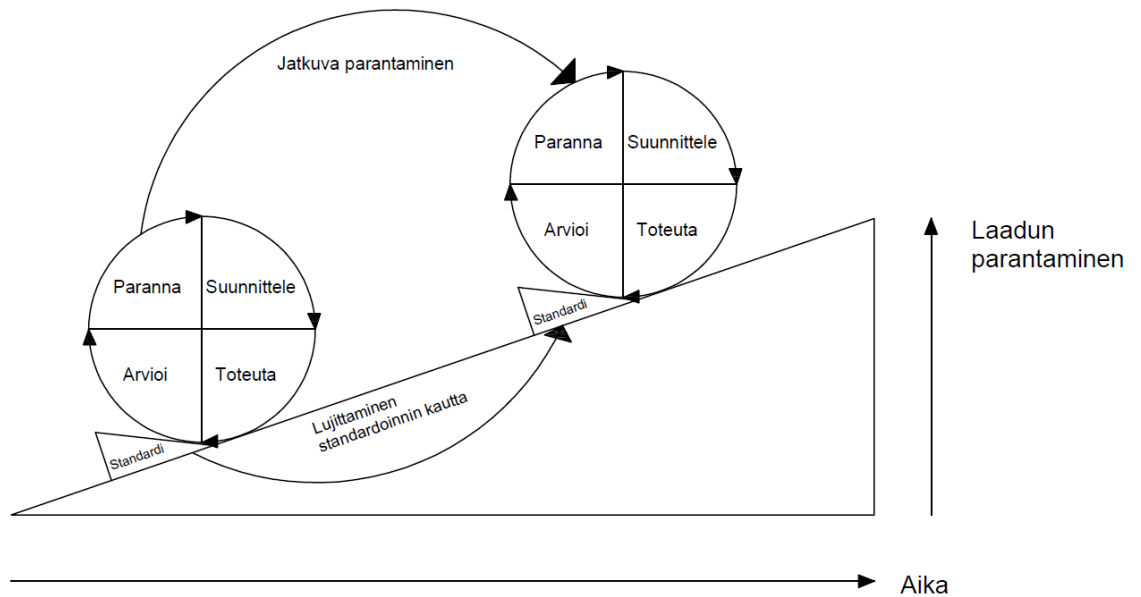 Jatkuva parantaminen
Paranna Suunnittele
Arvioi Toteuta
Standardi
Laadun
parantaminen
Paranna Suunnittele
Arvioi Toteuta
Standardi
Lujittaminen
standardoinnin kautta
Aika